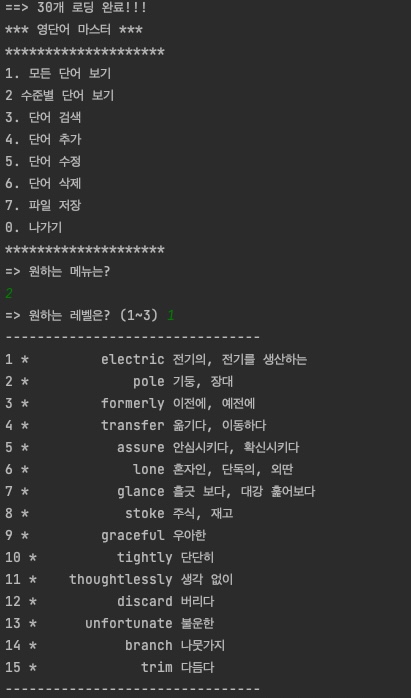 ==> 30개 로딩 완료!!!
*** 영단어 마스터 ***
********************
1. 모든 단어 보기
2 수준별 단어 보기
3. 단어 검색
4. 단어 추가
5. 단어 수정
6. 단어 삭제
7. 파일 저장
0. 나가기
********************
=> 원하는 메뉴는?
2
=> 원하는 레벨은? (1~3) 1
--------------------------------
1 *         electric 전기의, 전기를 생산하는
2 *             pole 기둥, 장대
3 *         formerly 이전에, 예전에
4 *         transfer 옮기다, 이동하다
5 *           assure 안심시키다, 확신시키다
6 *             lone 혼자인, 단독의, 외딴
7 *           glance 흘긋 보다, 대강 훑어보다
8 *            stoke 주식, 재고
9 *         graceful 우아한
10 *          tightly 단단히
11 *    thoughtlessly 생각 없이
12 *          discard 버리다
13 *      unfortunate 불운한
14 *           branch 나뭇가지
15 *             trim 다듬다
--------------------------------